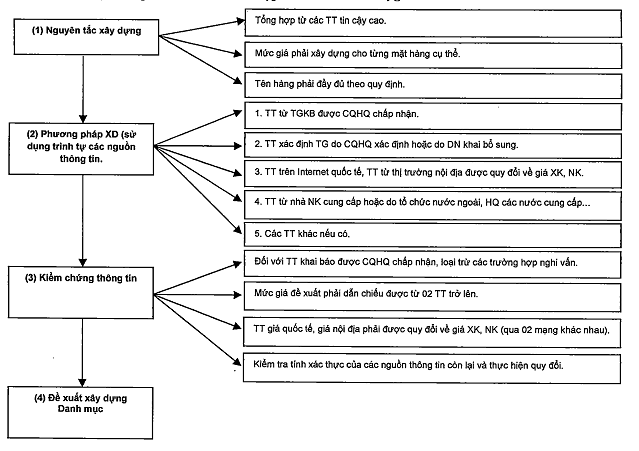 (1) Nguyên tắc xây dựng
Tổng hợp từ các TT tin cậy cao.
Mức giá phải xây dựng cho từng mặt hàng cụ thể.
Tên hàng phải đầy đủ theo quy định.
(2) Phương pháp XD (sử
dụng trình tự các nguồn
thông tin.
1. TT từ TGKB được CQHQ chấp nhận.
2. TT xác định TG do CQHQ xác định hoặc do DN khai bổ sung.
3. TT trên Internet quốc tế, TT từ thị trường nội địa được quy đổi về giá XK, NK.
4. TT từ nhà NK cung cấp hoặc do tổ chức nước ngoài, HQ các nước cung cấp...
5. Các TT khác nếu có.
(3) Kiểm chứng thông tin
Đối với TT khai báo được CQHQ chấp nhận, loại trừ các trường hợp nghi vấn.
Mức giá đề xuất phải dẫn chiếu được từ 02 TT trở lên.
TT giá quốc tế, giá nội địa phải được quy đổi về giá XK, NK (qua 02 mạng khác nhau).
Kiểm tra tính xác thực của các nguồn thông tin còn lại và thực hiện quy đổi.
(4) Đề xuất xây dựng
Danh mục